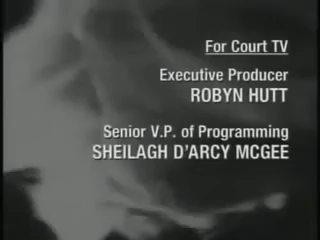 For Court TV
Executive Producer
ROBYN HUTT
Senior V.P. of Programming
SHEILAGH D'ARCY MCGEE